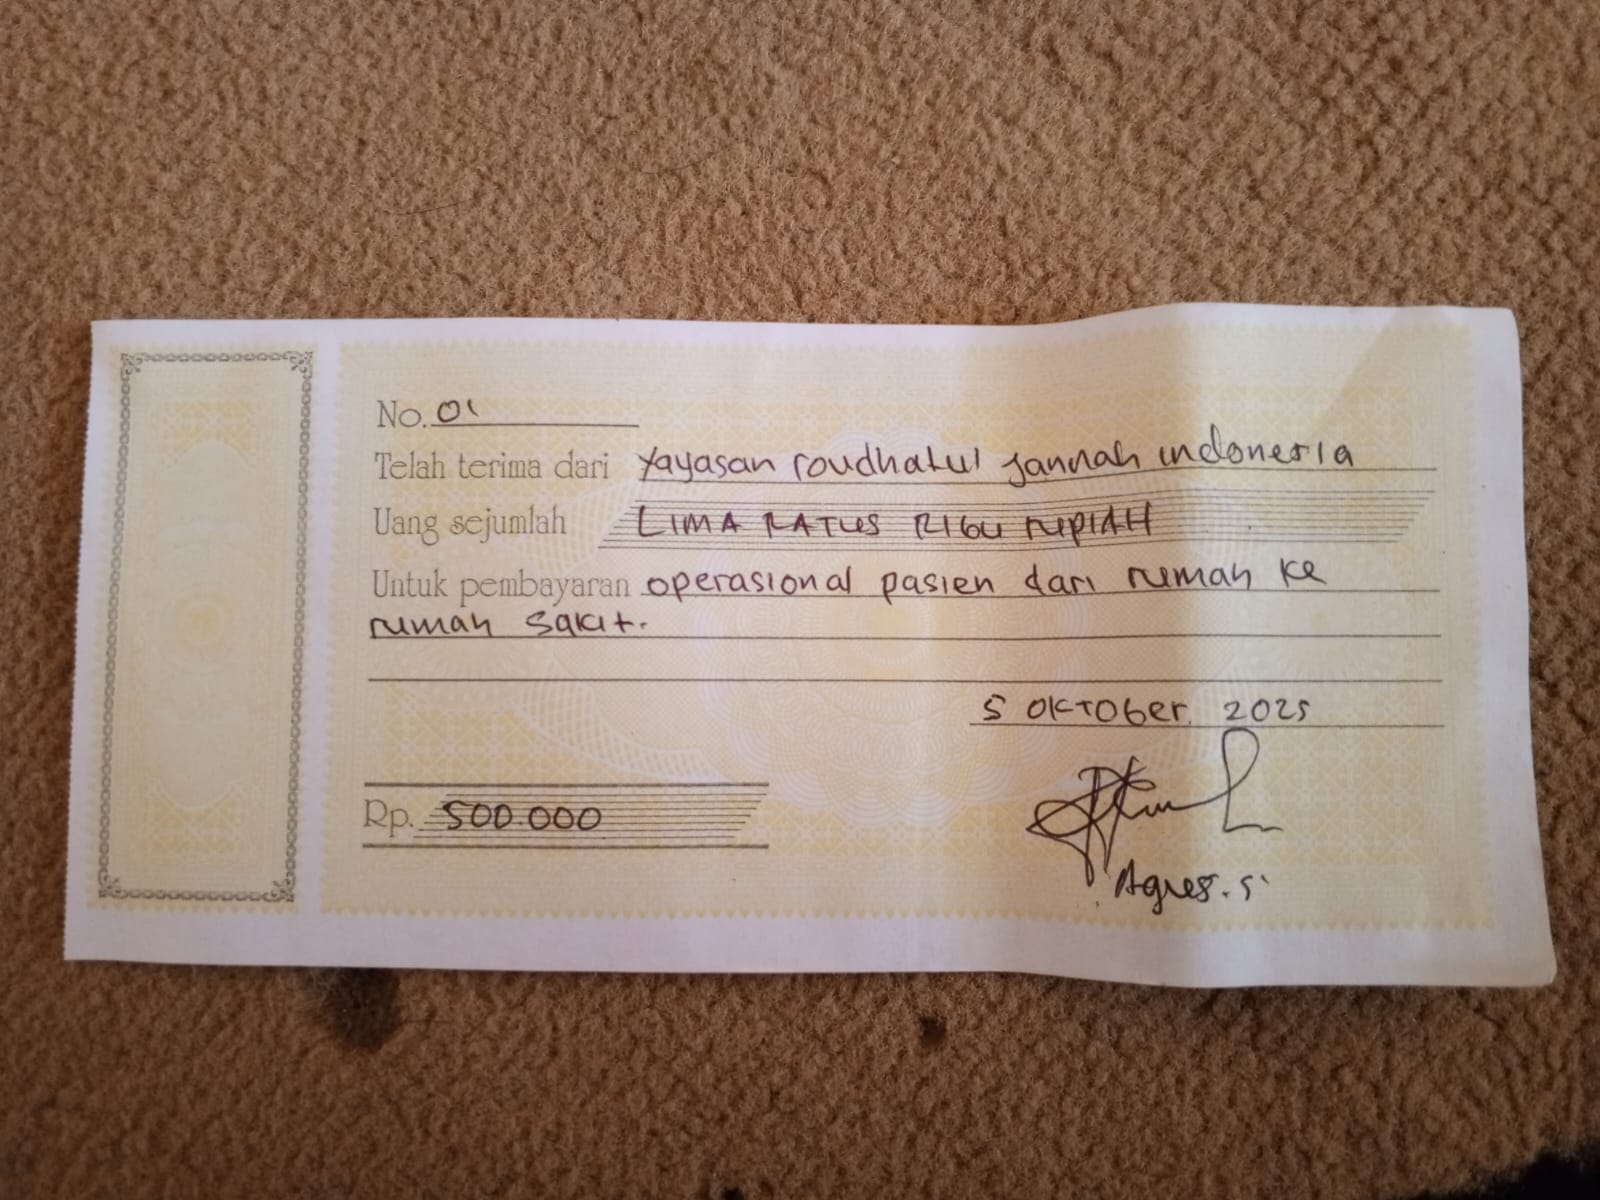 No. 01
Telah terima dari Yayasan roudhatul jannah indonesia
Uang sejumlah LIMA RATUS RIBU RUPIAH
Untuk pembayaran operasional pasien dari rumah ke
rumah sakit.
5 OKTOBER 2025
Rp. 500.000
Agnes. S